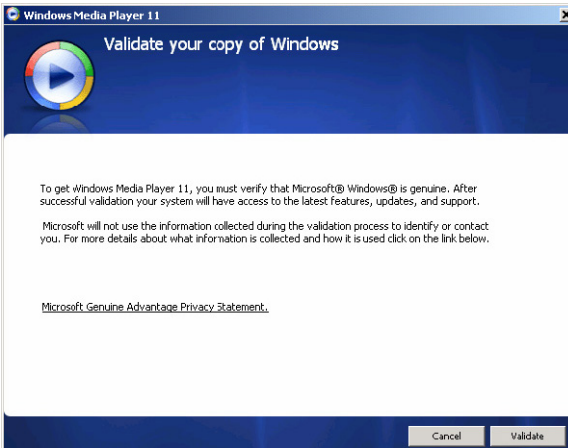 Windows Media Player 11
Validate your copy of Windows
To get Windows Media Player 11, you must verify that Microsoft® Windows® is genuine. After
successful validation your system will have access to the latest features, updates, and support.
Microsoft will not use the information collected during the validation process to identify or contact
you. For more details about what information is collected and how it is used click on the link below.
Microsoft Genuine Advantage Privacy Statement.
Cancel
Validate